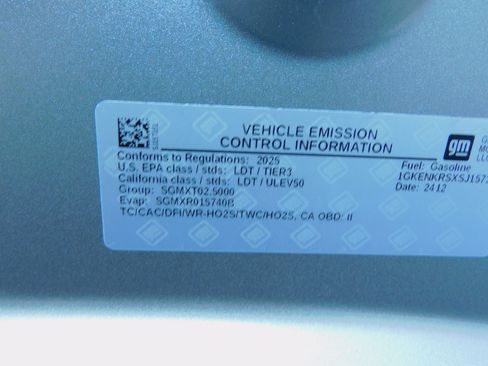 VEHICLE EMISSION
CONTROL INFORMATION
gm
Conforms to Regulations: 2025
U.S. EPA class / stds: LDT / TIER3
California class / stds: LDT / ULEV50
Group: SGMXT02.5000
Evap: SGMXR015740B
TC/CAC/DFI/WR-HO2S/TWC/HO2S, CA OBD: II
Fuel: Gasoline
Date: 2412